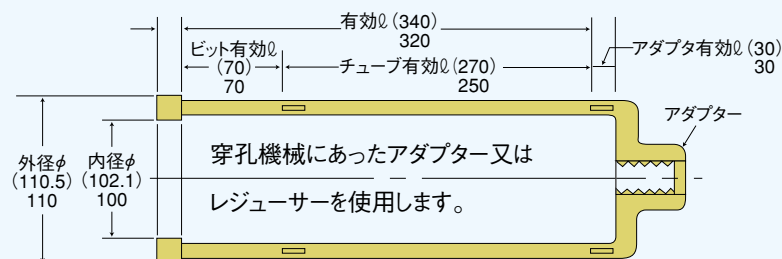 有効ℓ(340)
320
ビット有効ℓ
(70)
70
チューブ有効ℓ(270)
250
アダプタ有効ℓ(30)
30
アダプター
外径φ
(110.5)
110
内径φ
(102.1)
100
穿孔機械にあったアダプター又は
レジューサーを使用します。